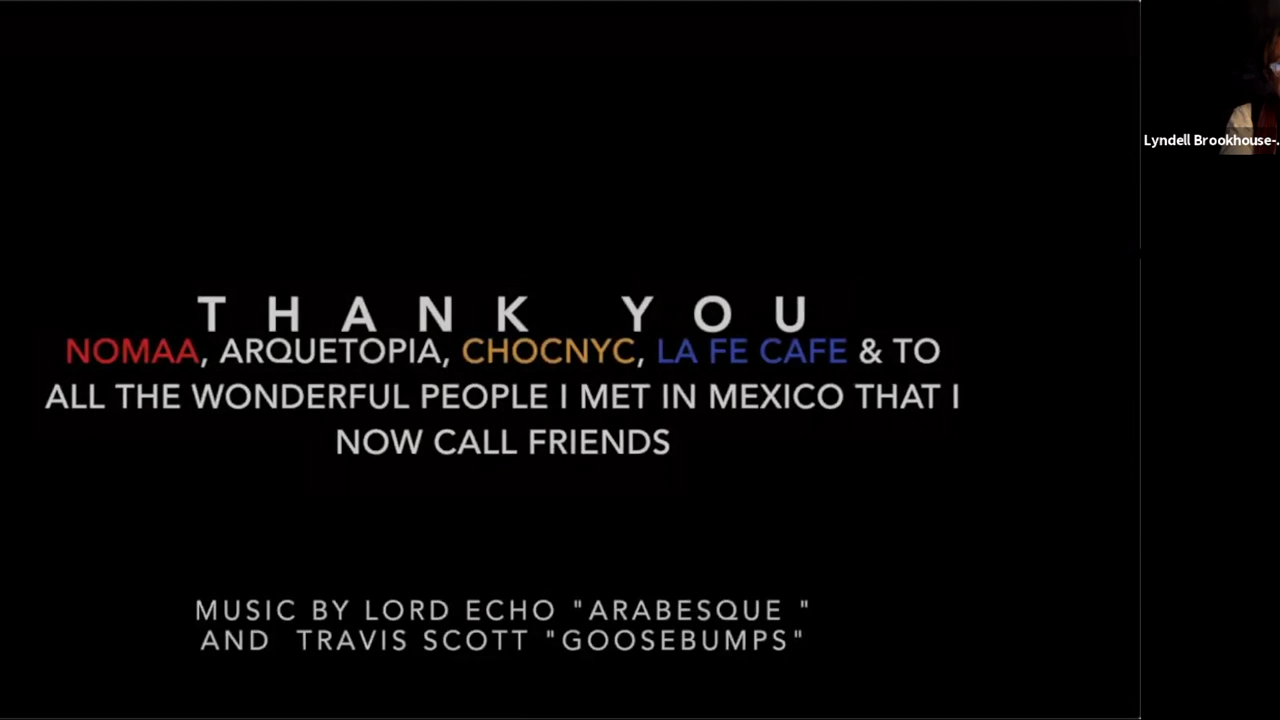 THANK YOU
NOMAA, ARQUETOPIA, CHOCNYC, LA FE CAFE & TO
ALL THE WONDERFUL PEOPLE I MET IN MEXICO THAT I
NOW CALL FRIENDS
MUSIC BY LORD ECHO "ARABESQUE "
AND TRAVIS SCOTT "GOOSEBUMPS"
Lyndell Brookhouse-..